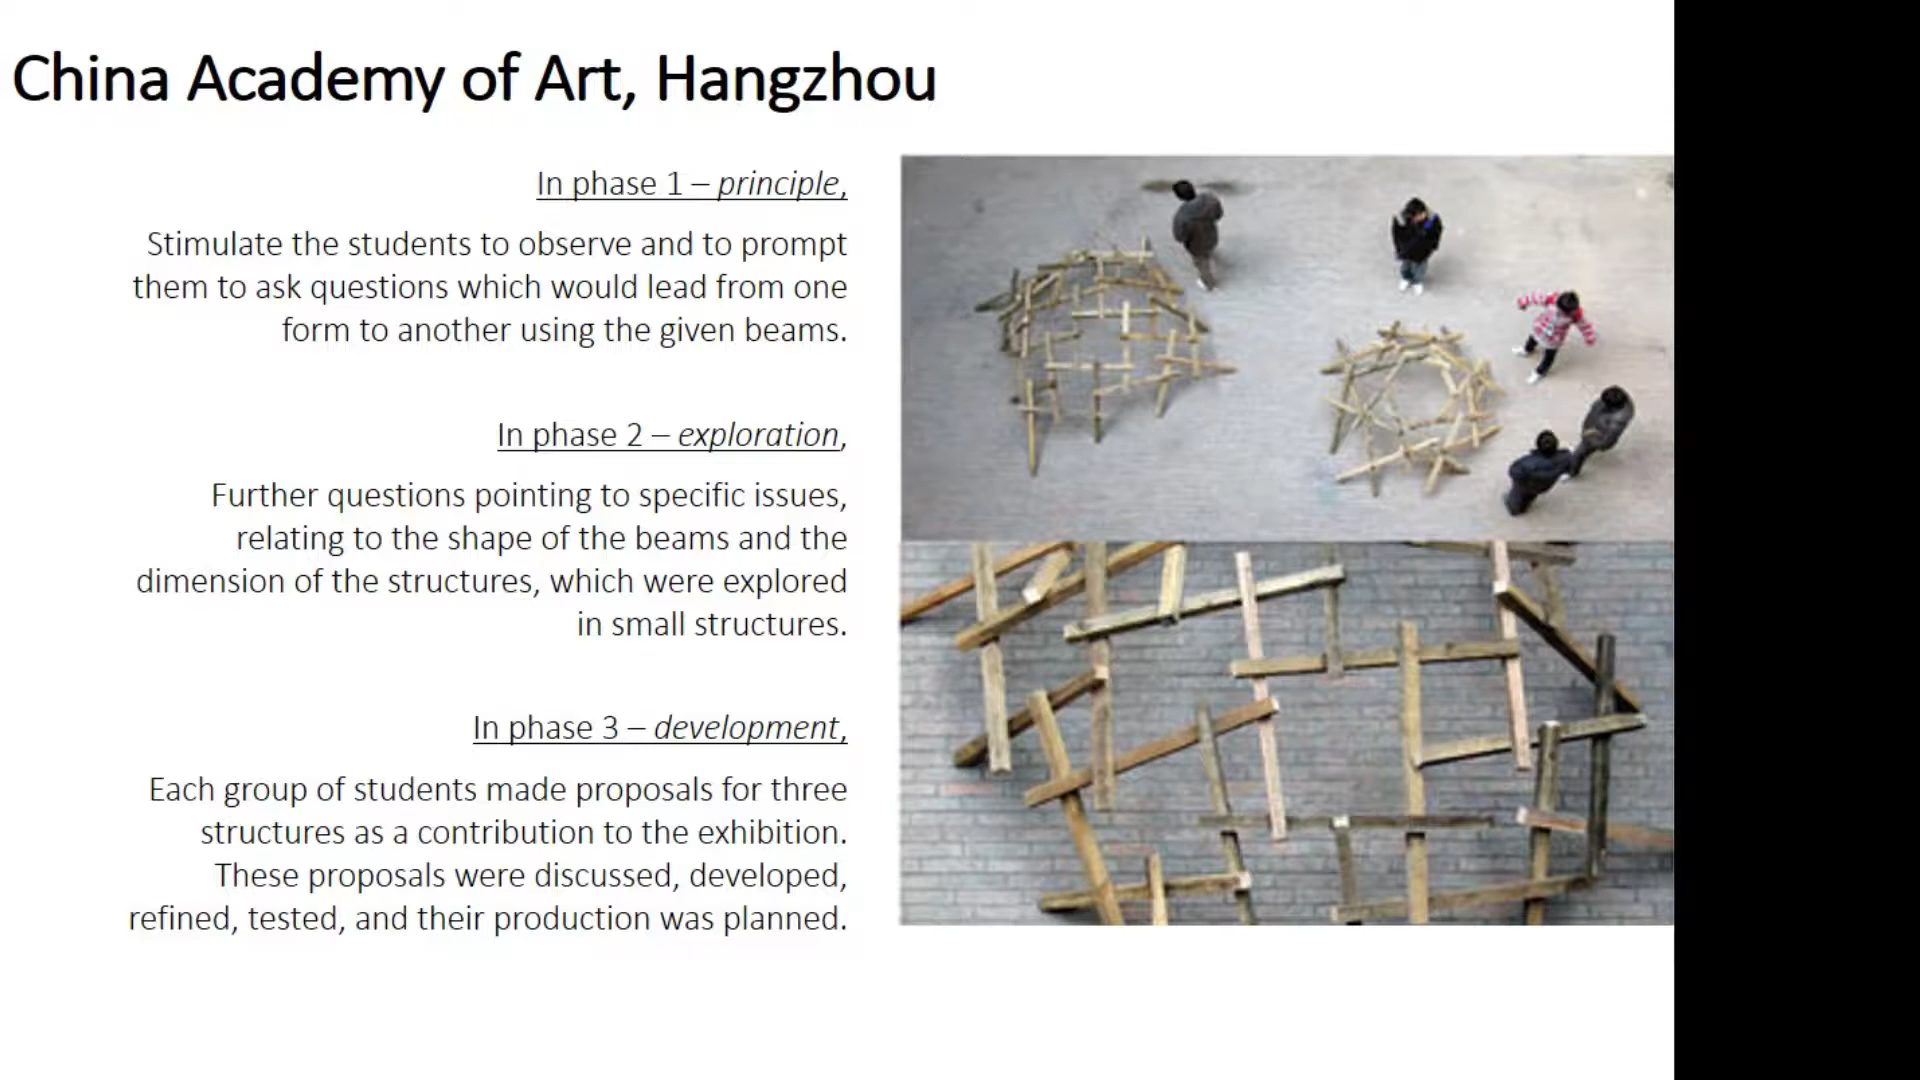 China Academy of Art, Hangzhou
In phase 1 – principle,
Stimulate the students to observe and to prompt
them to ask questions which would lead from one
form to another using the given beams.
In phase 2 – exploration,
Further questions pointing to specific issues,
relating to the shape of the beams and the
dimension of the structures, which were explored
in small structures.
In phase 3 – development,
Each group of students made proposals for three
structures as a contribution to the exhibition.
These proposals were discussed, developed,
refined, tested, and their production was planned.